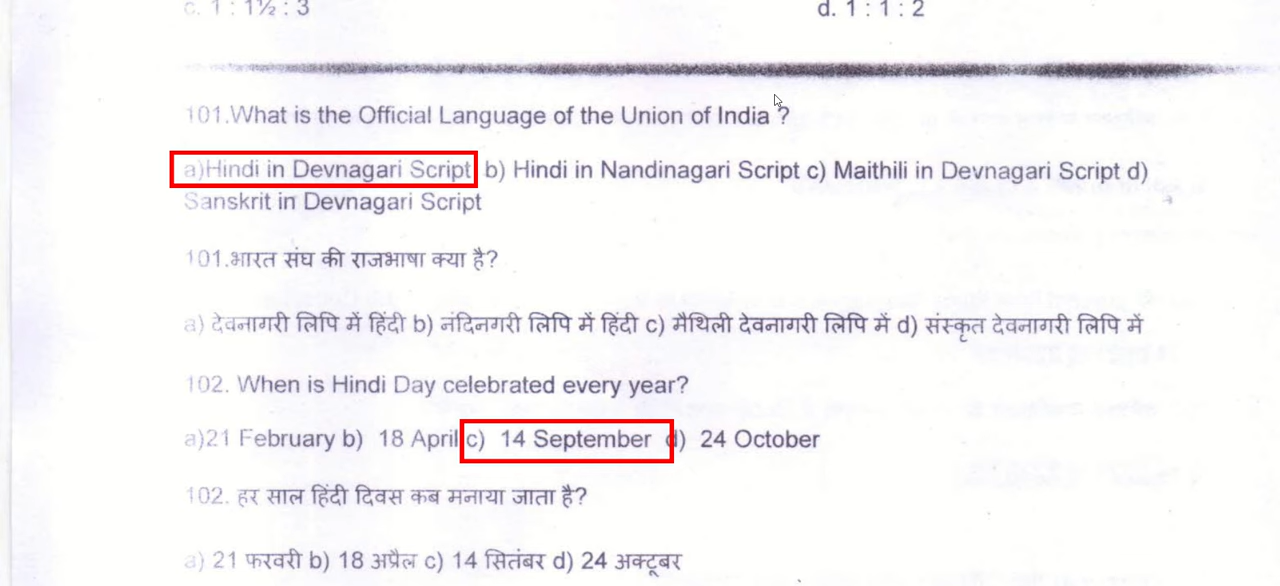 c. 1 : 1½ : 3
d. 1 : 1 : 2
101.What is the Official Language of the Union of India ?
a)Hindi in Devnagari Script b) Hindi in Nandinagari Script c) Maithili in Devnagari Script d)
Sanskrit in Devnagari Script
101.भारत संघ की राजभाषा क्या है?
a) देवनागरी लिपि में हिंदी b) नंदिनगरी लिपि में हिंदी c) मैथिली देवनागरी लिपि में d) संस्कृत देवनागरी लिपि में
102. When is Hindi Day celebrated every year?
a)21 February b) 18 April c) 14 September d) 24 October
102. हर साल हिंदी दिवस कब मनाया जाता है?
a) 21 फरवरी b) 18 अप्रैल c) 14 सितंबर d) 24 अक्टूबर